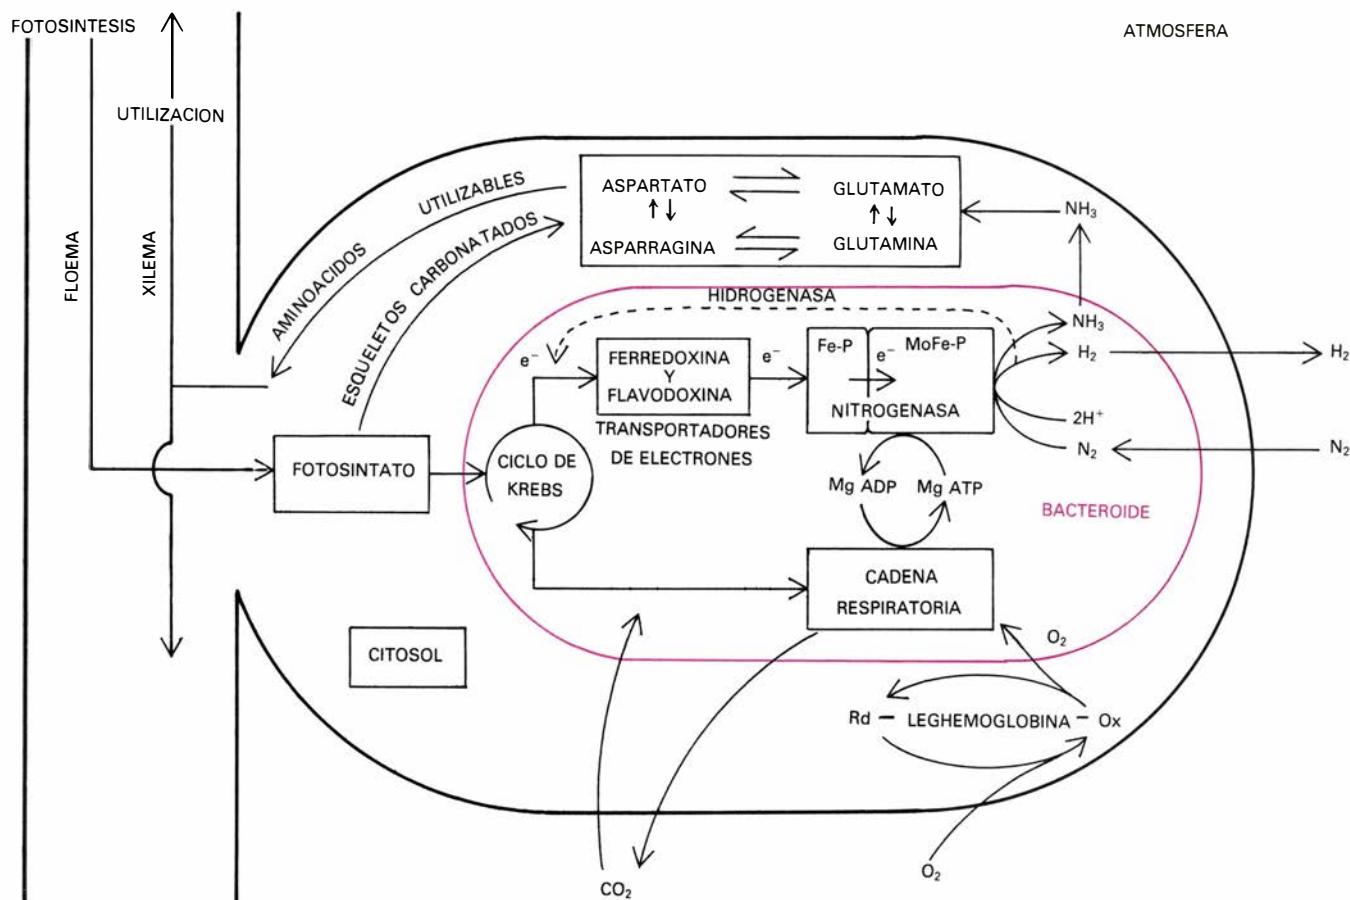 FOTOSINTESIS
ATMOSFERA
UTILIZACION
FLOEMA
XILEMA
AMINOACIDOS UTILIZABLES
ESQUELETOS CARBONATADOS
ASPARTATO
GLUTAMATO
ASPARRAGINA
GLUTAMINA
NH₃
HIDROGENASA
NH₃
H₂
H₂
2H⁺
N₂
N₂
e⁻
FERREDOXINA
Y
FLAVODOXINA
e⁻
Fe-P
e⁻
MoFe-P
NITROGENASA
TRANSPORTADORES
DE ELECTRONES
FOTOSINTATO
CICLO DE
KREBS
Mg ADP
Mg ATP
BACTEROIDE
CADENA
RESPIRATORIA
CITOSOL
O₂
Rd – LEGHEMOGLOBINA – Ox
CO₂
O₂